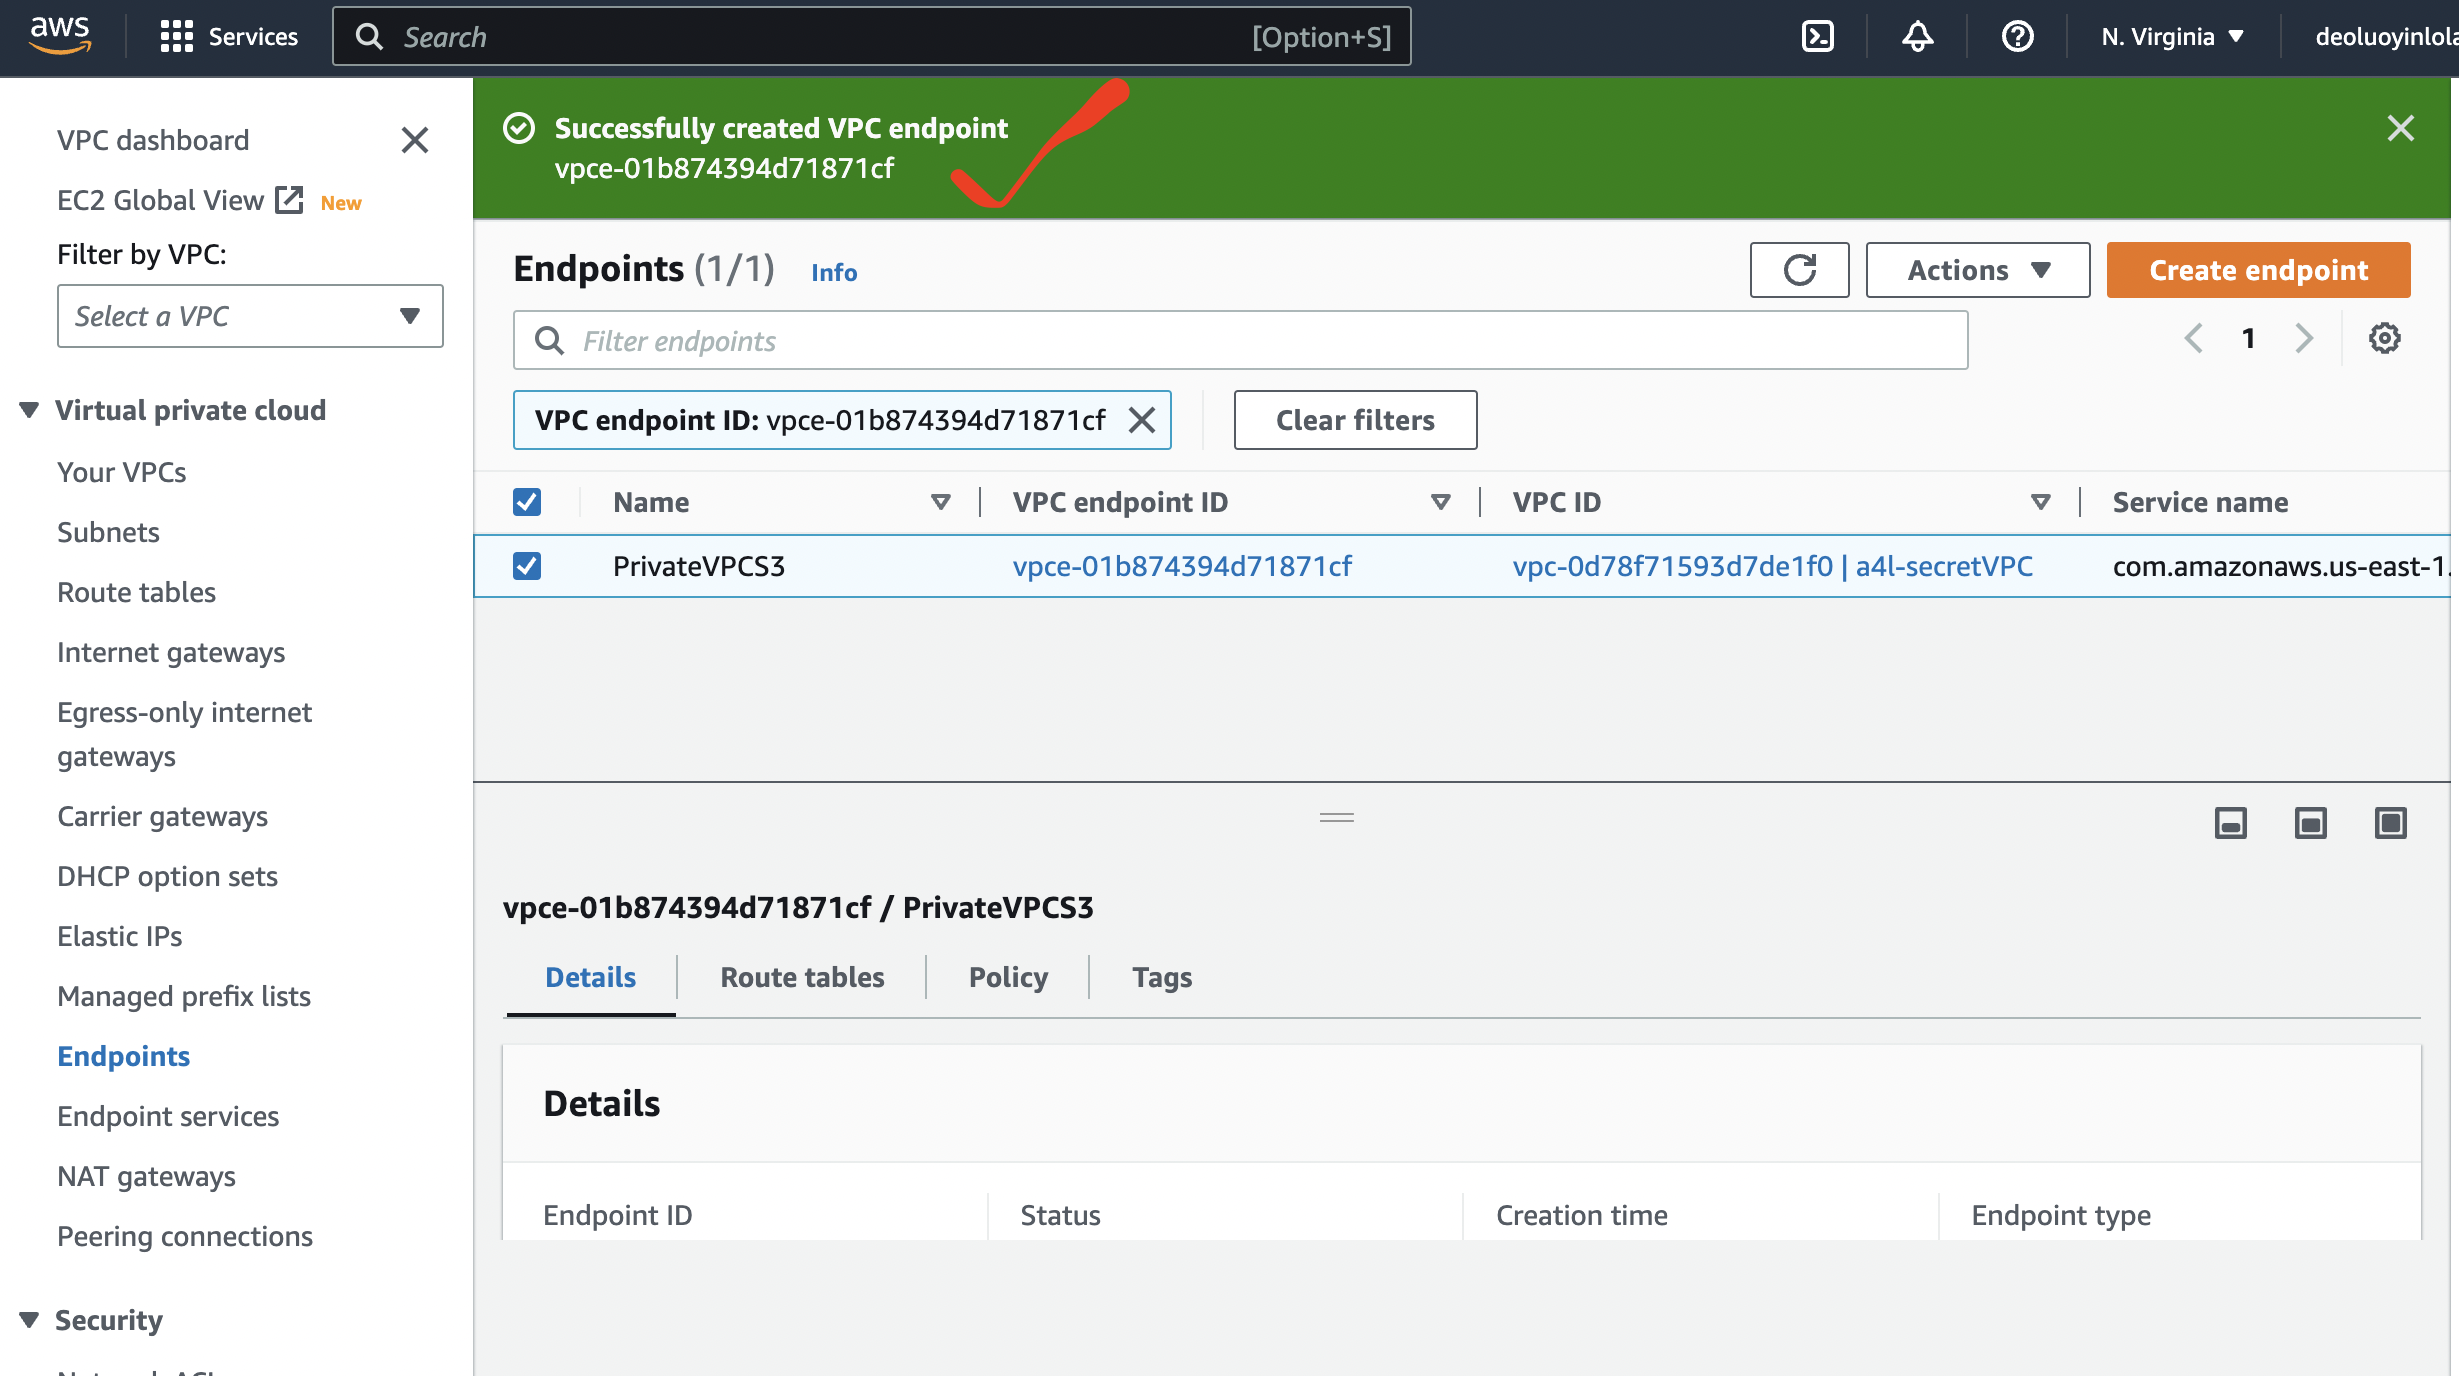 aws
Services
Search
[Option+S]
N. Virginia
VPC dashboard
EC2 Global View
New
Filter by VPC:
Select a VPC
Virtual private cloud
Your VPCs
Subnets
Route tables
Internet gateways
Egress-only internet
gateways
Carrier gateways
DHCP option sets
Elastic IPs
Managed prefix lists
Endpoints
Endpoint services
NAT gateways
Peering connections
Security
Successfully created VPC endpoint
vpce-01b874394d71871cf
Endpoints (1/1)
Info
Actions
Create endpoint
Filter endpoints
1
VPC endpoint ID: vpce-01b874394d71871cf
Clear filters
Name
VPC endpoint ID
VPC ID
Service name
PrivateVPCS3
vpce-01b874394d71871cf
vpc-0d78f71593d7de1f0 | a4l-secretVPC
com.amazonaws.us-east-1.
vpce-01b874394d71871cf / PrivateVPCS3
Details
Route tables
Policy
Tags
Details
Endpoint ID
Status
Creation time
Endpoint type